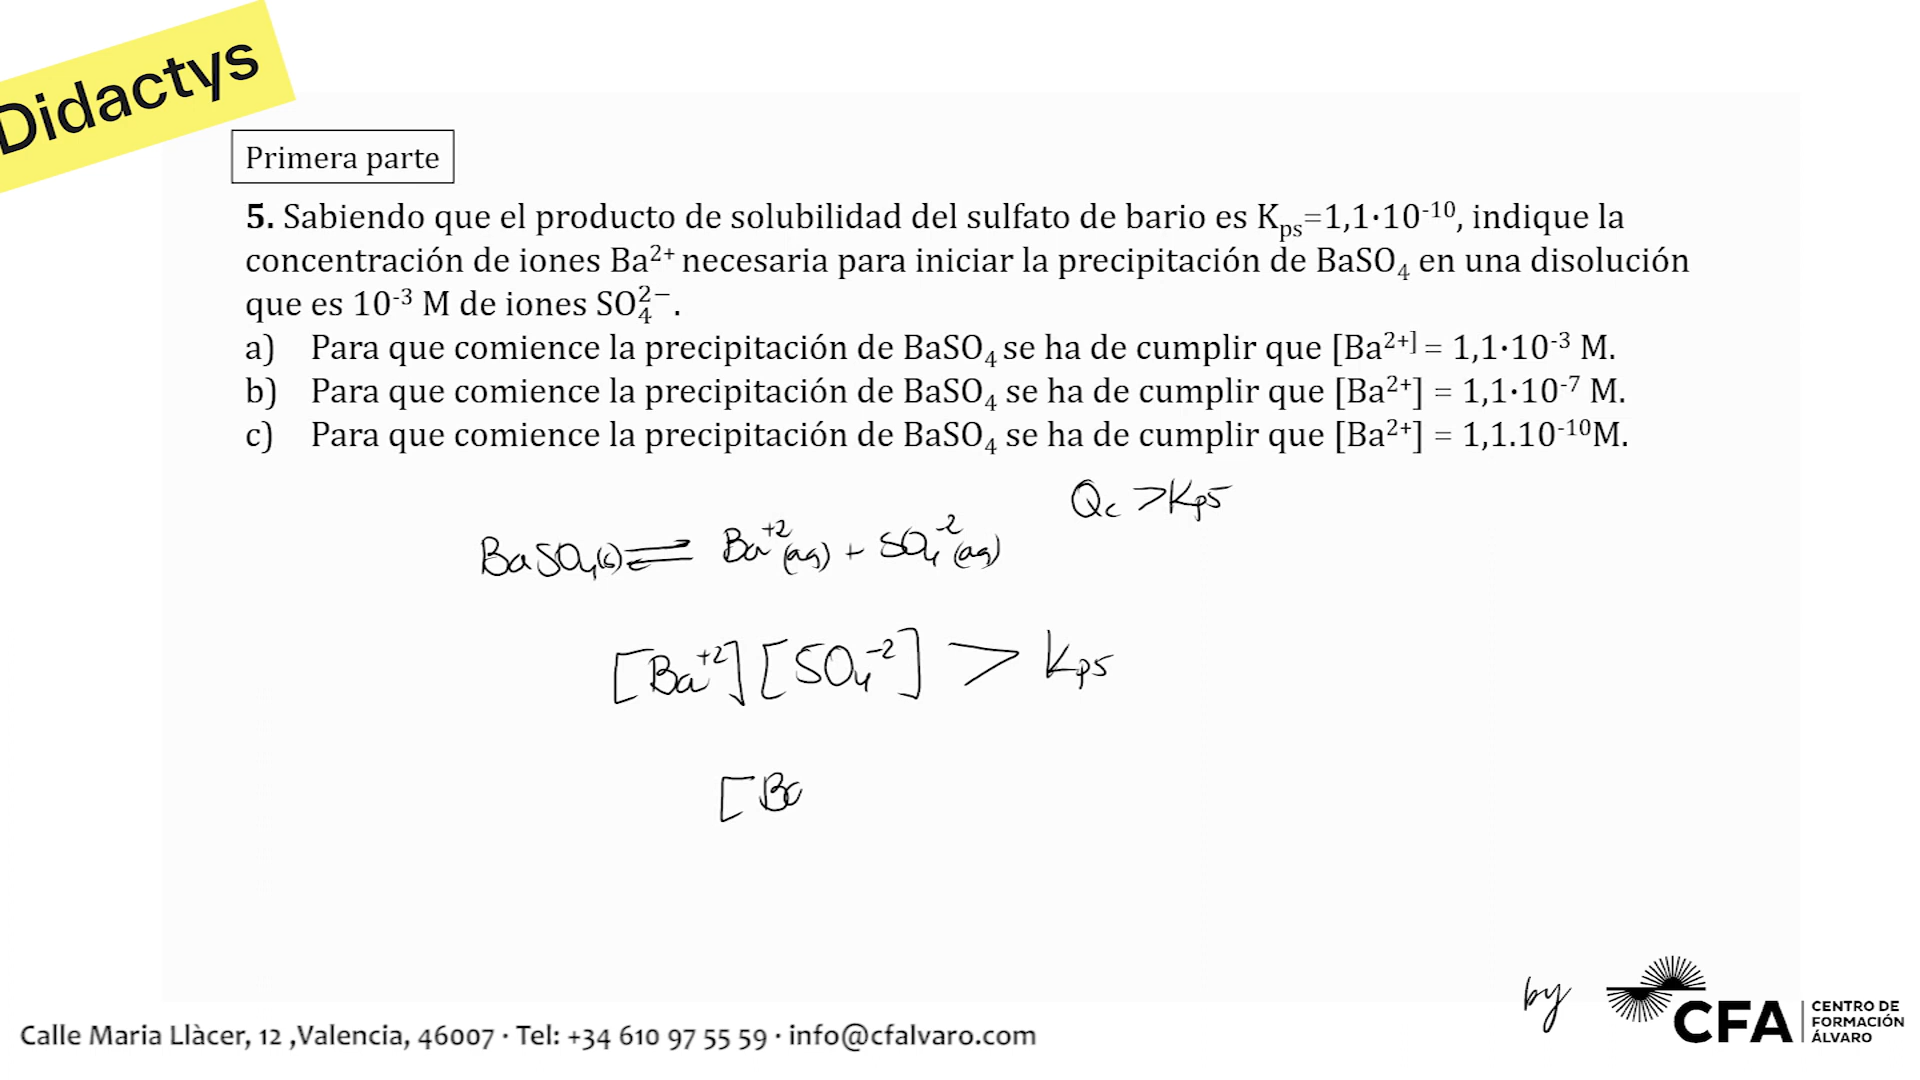 Didactys
Primera parte
5. Sabiendo que el producto de solubilidad del sulfato de bario es Kps=1,1·10-10, indique la
concentración de iones Ba2+ necesaria para iniciar la precipitación de BaSO4 en una disolución
que es 10-3 M de iones SO42−.
a) Para que comience la precipitación de BaSO4 se ha de cumplir que [Ba2+] = 1,1·10-3 M.
b) Para que comience la precipitación de BaSO4 se ha de cumplir que [Ba2+] = 1,1·10-7 M.
c) Para que comience la precipitación de BaSO4 se ha de cumplir que [Ba2+] = 1,1.10-10M.
Qc > Kps
BaSO4(s) ⇌ Ba+2(aq) + SO4-2(aq)
[Ba+2][SO4-2] > Kps
[Ba
by
CFA
CENTRO DE
FORMACIÓN
ÁLVARO
Calle Maria Llàcer, 12 ,Valencia, 46007 · Tel: +34 610 97 55 59 · info@cfalvaro.com